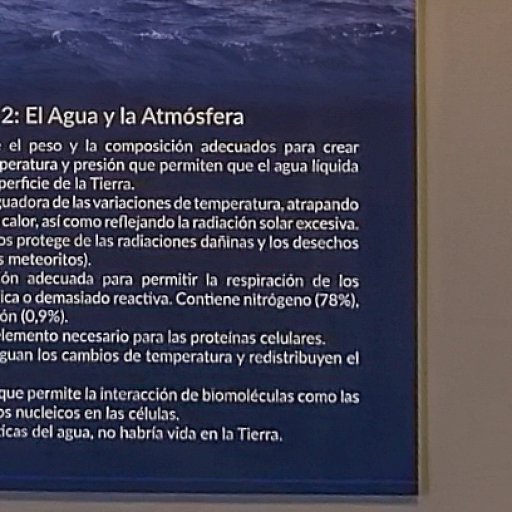 2: El Agua y la Atmósfera
el peso y la composición adecuados para crear
peratura y presión que permiten que el agua líquida
perficie de la Tierra.
guadora de las variaciones de temperatura, atrapando
calor, así como reflejando la radiación solar excesiva.
os protege de las radiaciones dañinas y los desechos
s meteoritos).
ón adecuada para permitir la respiración de los
ica o demasiado reactiva. Contiene nitrógeno (78%),
ón (0,9%).
lemento necesario para las proteínas celulares.
guan los cambios de temperatura y redistribuyen el
que permite la interacción de biomoléculas como las
os nucleicos en las células.
ticas del agua, no habría vida en la Tierra.